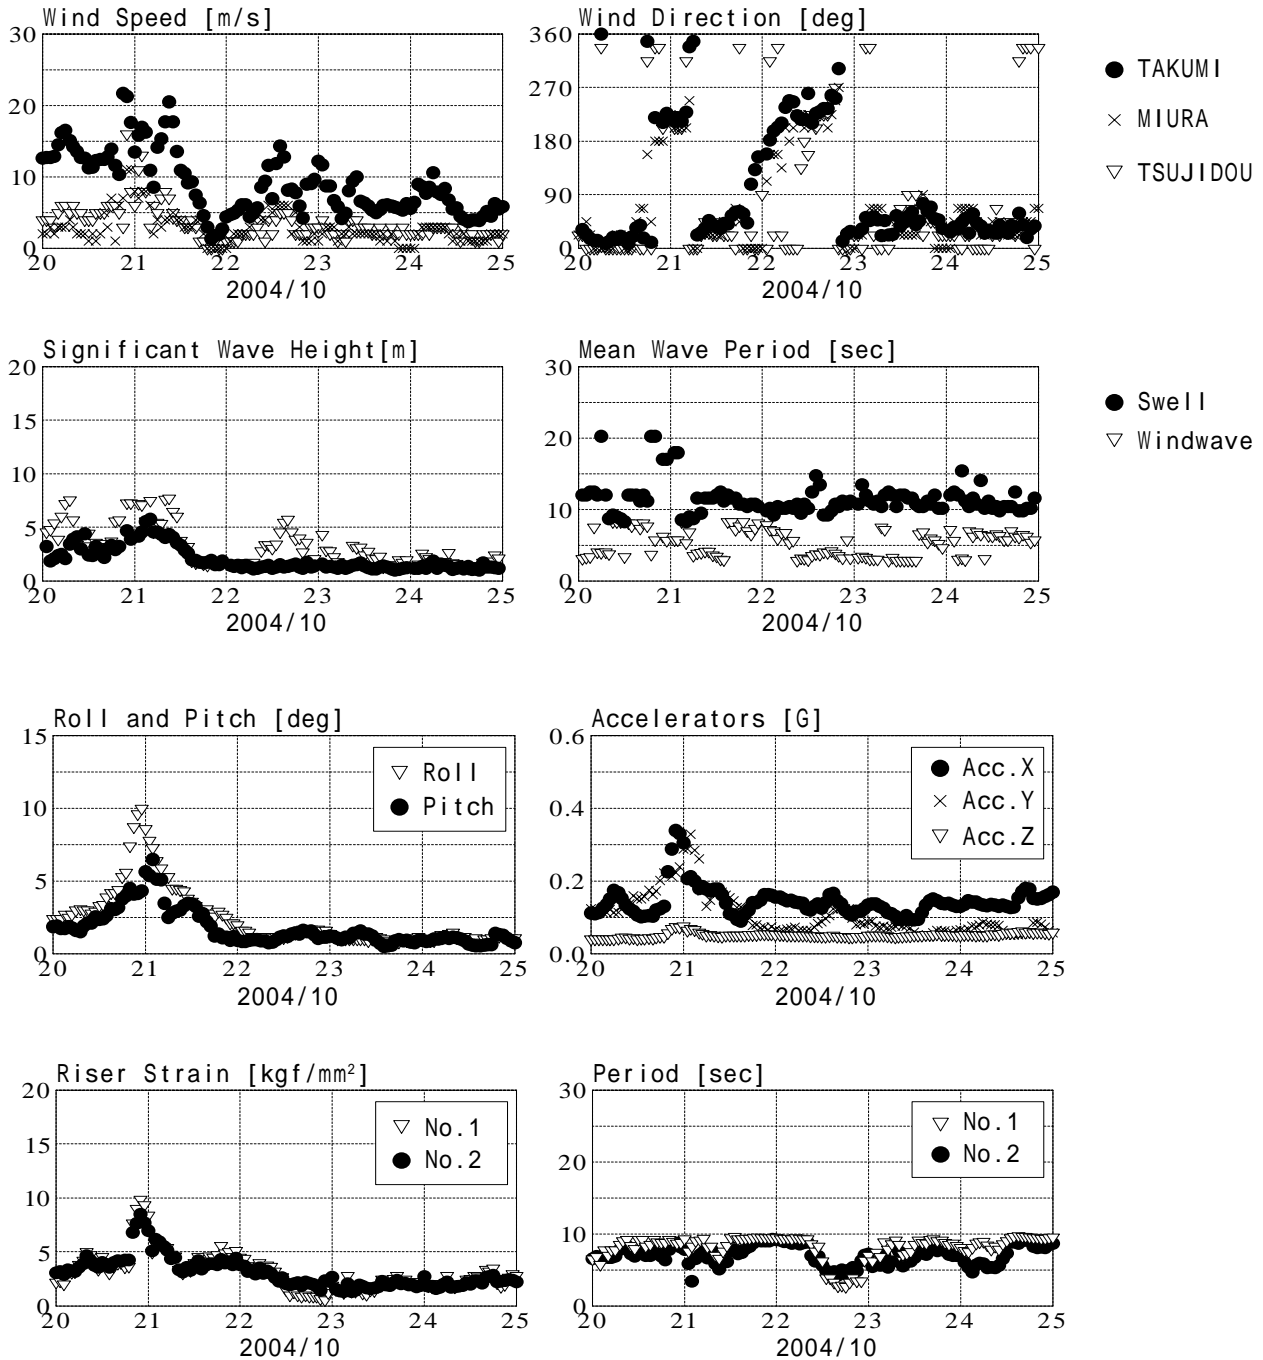 Wind Speed [m/s]
30
20
10
0
20 21 22 23 24 25
2004/10
Wind Direction [deg]
360
270
180
90
0
20 21 22 23 24 25
2004/10
TAKUMI
MIURA
TSUJIDOU
Significant Wave Height[m]
20
15
10
5
0
20 21 22 23 24 25
2004/10
Mean Wave Period [sec]
30
20
10
0
20 21 22 23 24 25
2004/10
Swell
Windwave
Roll and Pitch [deg]
15
10
5
0
20 21 22 23 24 25
2004/10
Roll
Pitch
Accelerators [G]
0.6
0.4
0.2
0.0
20 21 22 23 24 25
2004/10
Acc.X
Acc.Y
Acc.Z
Riser Strain [kgf/mm²]
20
15
10
5
0
20 21 22 23 24 25
2004/10
No.1
No.2
Period [sec]
30
20
10
0
20 21 22 23 24 25
2004/10
No.1
No.2